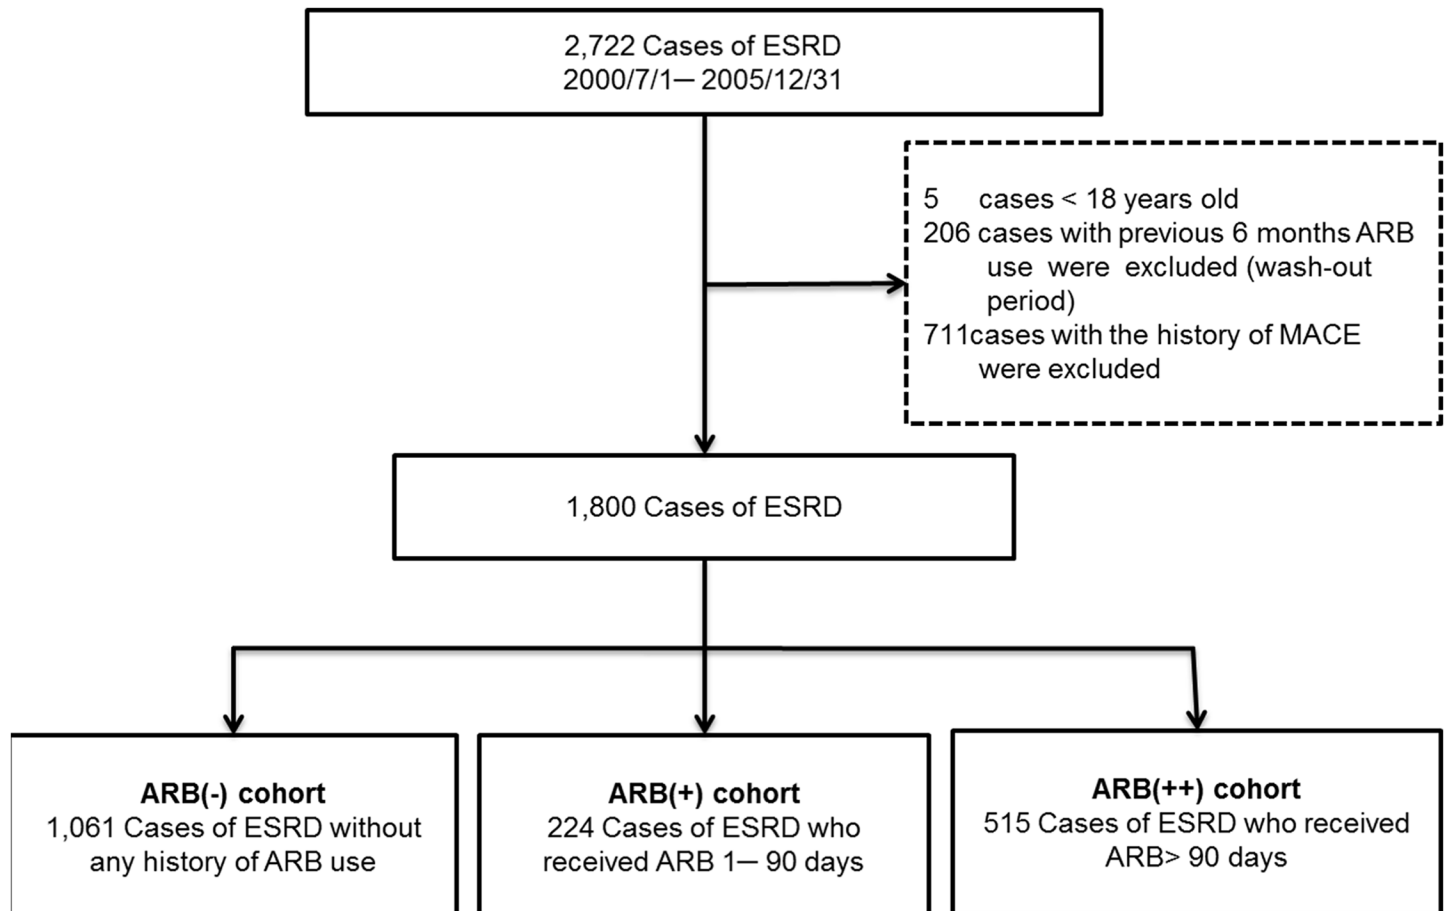 2,722 Cases of ESRD
2000/7/1─ 2005/12/31
5 cases < 18 years old
206 cases with previous 6 months ARB
use were excluded (wash-out
period)
711cases with the history of MACE
were excluded
1,800 Cases of ESRD
ARB(-) cohort
1,061 Cases of ESRD without
any history of ARB use
ARB(+) cohort
224 Cases of ESRD who
received ARB 1─ 90 days
ARB(++) cohort
515 Cases of ESRD who received
ARB> 90 days